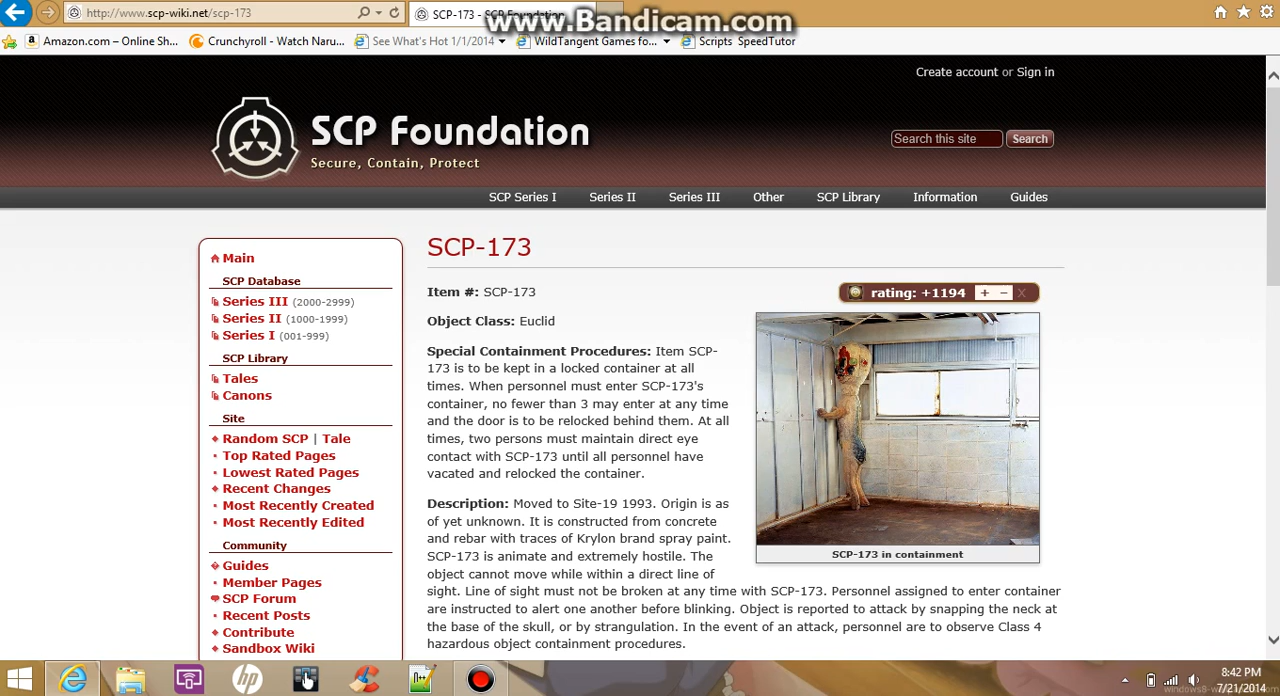 http://www.scp-wiki.net/scp-173
SCP-173 - SCP Foundation
www.Bandicam.com
Amazon.com – Online Sh...
Crunchyroll - Watch Naru...
See What's Hot 1/1/2014
WildTangent Games fo...
Scripts SpeedTutor
Create account or Sign in
SCP Foundation
Secure, Contain, Protect
Search this site
Search
SCP Series I
Series II
Series III
Other
SCP Library
Information
Guides
Main
SCP Database
Series III (2000-2999)
Series II (1000-1999)
Series I (001-999)
SCP Library
Tales
Canons
Site
Random SCP | Tale
Top Rated Pages
Lowest Rated Pages
Recent Changes
Most Recently Created
Most Recently Edited
Community
Guides
Member Pages
SCP Forum
Recent Posts
Contribute
Sandbox Wiki
SCP-173
Item #: SCP-173
rating: +1194 + – X
Object Class: Euclid
Special Containment Procedures: Item SCP-
173 is to be kept in a locked container at all
times. When personnel must enter SCP-173's
container, no fewer than 3 may enter at any time
and the door is to be relocked behind them. At all
times, two persons must maintain direct eye
contact with SCP-173 until all personnel have
vacated and relocked the container.
SCP-173 in containment
Description: Moved to Site-19 1993. Origin is as
of yet unknown. It is constructed from concrete
and rebar with traces of Krylon brand spray paint.
SCP-173 is animate and extremely hostile. The
object cannot move while within a direct line of
sight. Line of sight must not be broken at any time with SCP-173. Personnel assigned to enter container
are instructed to alert one another before blinking. Object is reported to attack by snapping the neck at
the base of the skull, or by strangulation. In the event of an attack, personnel are to observe Class 4
hazardous object containment procedures.
hp
8:42 PM
7/21/2014